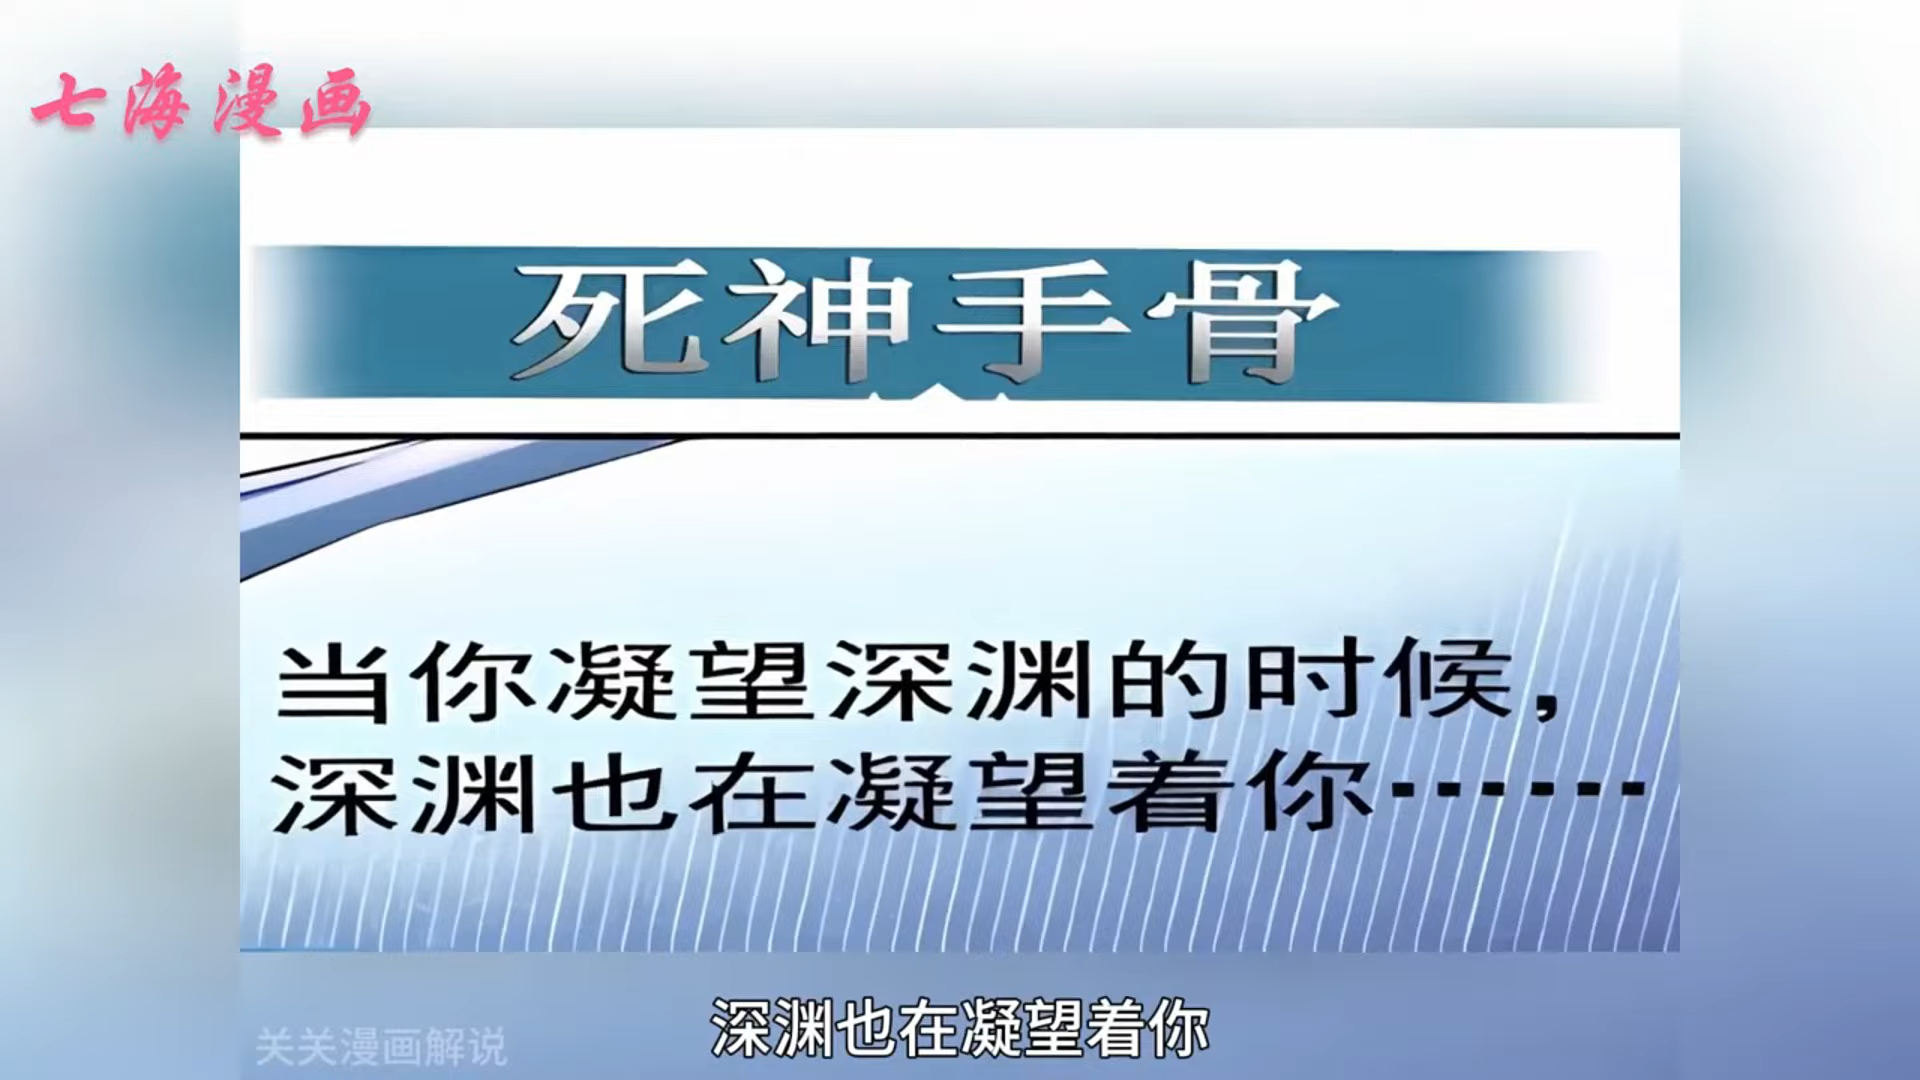 七海漫画
死神手骨
当你凝望深渊的时候，
深渊也在凝望着你……
深渊也在凝望着你
关关漫画解说